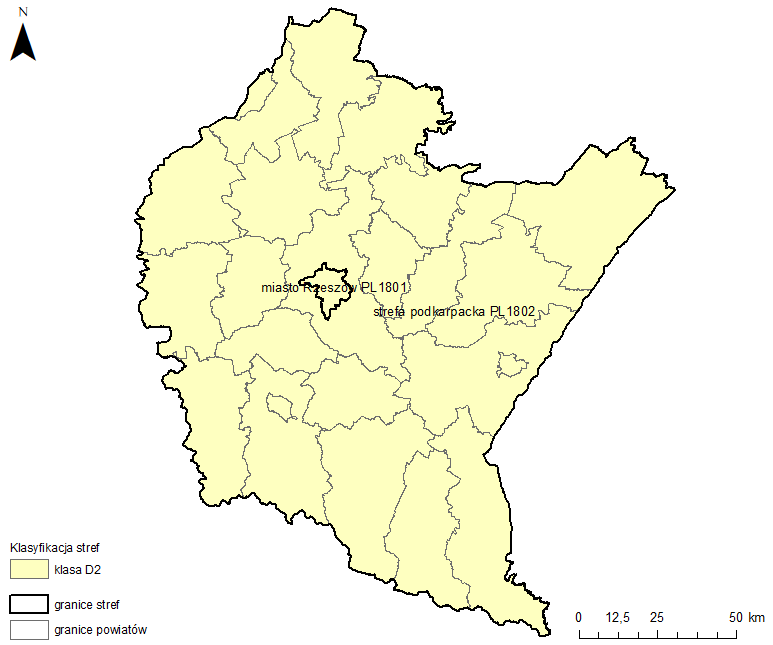 N
miasto Rzeszów PL1801
strefa podkarpacka PL1802
Klasyfikacja stref
klasa D2
granice stref
granice powiatów
0 12,5 25 50 km